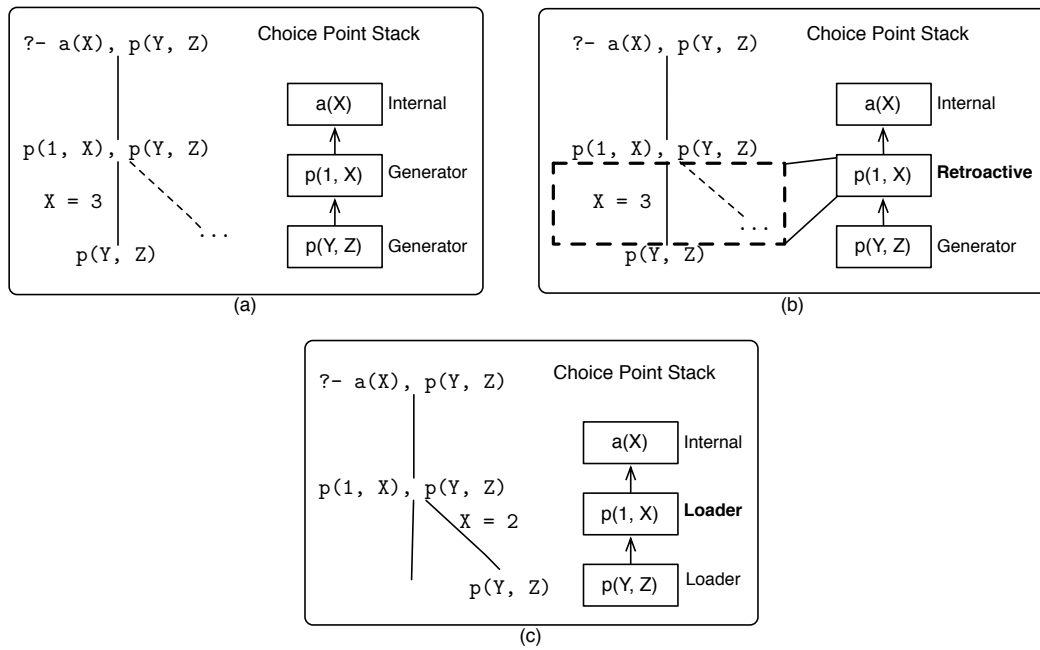 Choice Point Stack
?- a(X), p(Y, Z)
a(X) Internal
p(1, X), p(Y, Z)
p(1, X) Generator
X = 3
...
p(Y, Z) Generator
p(Y, Z)
(a)
Choice Point Stack
?- a(X), p(Y, Z)
a(X) Internal
p(1, X), p(Y, Z)
p(1, X) Retroactive
X = 3
...
p(Y, Z) Generator
p(Y, Z)
(b)
Choice Point Stack
?- a(X), p(Y, Z)
a(X) Internal
p(1, X), p(Y, Z)
p(1, X) Loader
X = 2
p(Y, Z) Loader
p(Y, Z)
(c)